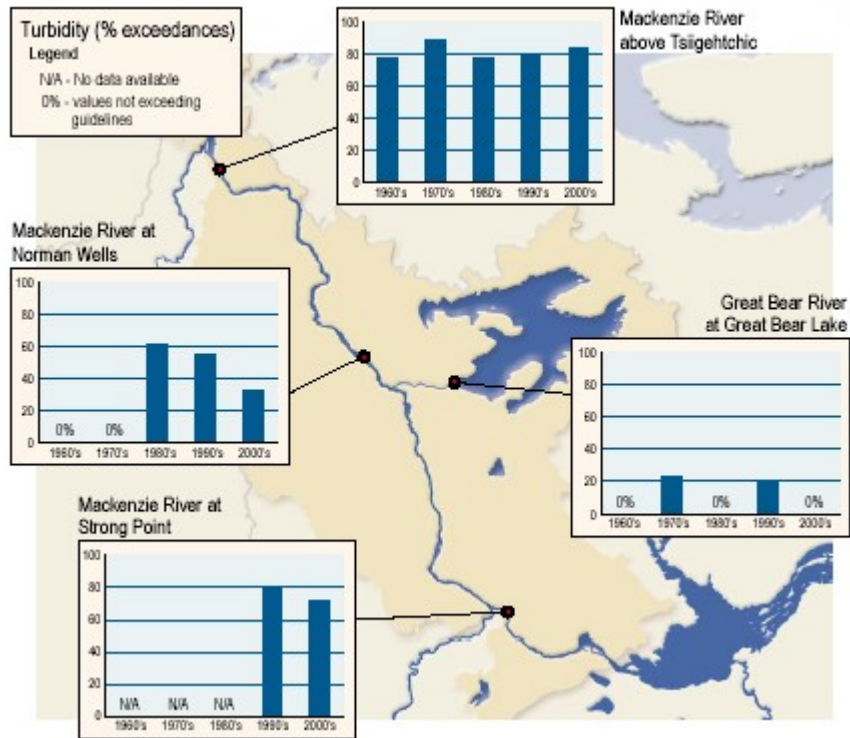 Turbidity (% exceedances)
Legend
N/A - No data available
0% - values not exceeding
guidelines
Mackenzie River
above Tsiigehtchic
100
80
60
40
20
0
1960's 1970's 1980's 1990's 2000's
Mackenzie River at
Norman Wells
100
80
60
40
20
0
0% 0%
1960's 1970's 1980's 1990's 2000's
Great Bear River
at Great Bear Lake
100
80
60
40
20
0
0% 0% 0%
1960's 1970's 1980's 1990's 2000's
Mackenzie River at
Strong Point
100
80
60
40
20
0
N/A N/A N/A
1960's 1970's 1980's 1990's 2000's